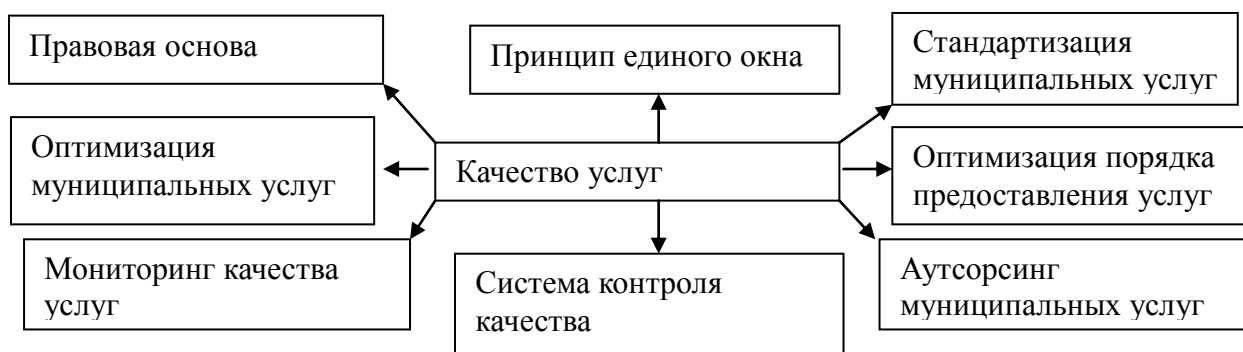 Правовая основа
Принцип единого окна
Стандартизация
муниципальных услуг
Оптимизация
муниципальных услуг
Качество услуг
Оптимизация порядка
предоставления услуг
Мониторинг качества
услуг
Система контроля
качества
Аутсорсинг
муниципальных услуг